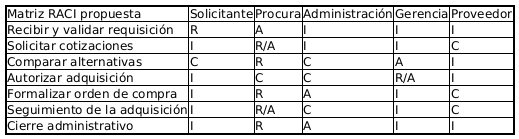 Matriz RACI propuesta Solicitante Procura Administración Gerencia Proveedor
Recibir y validar requisición R A I I I
Solicitar cotizaciones I R/A I I C
Comparar alternativas C R C A I
Autorizar adquisición I C C R/A I
Formalizar orden de compra I R A I C
Seguimiento de la adquisición I R/A C I C
Cierre administrativo I R A I I